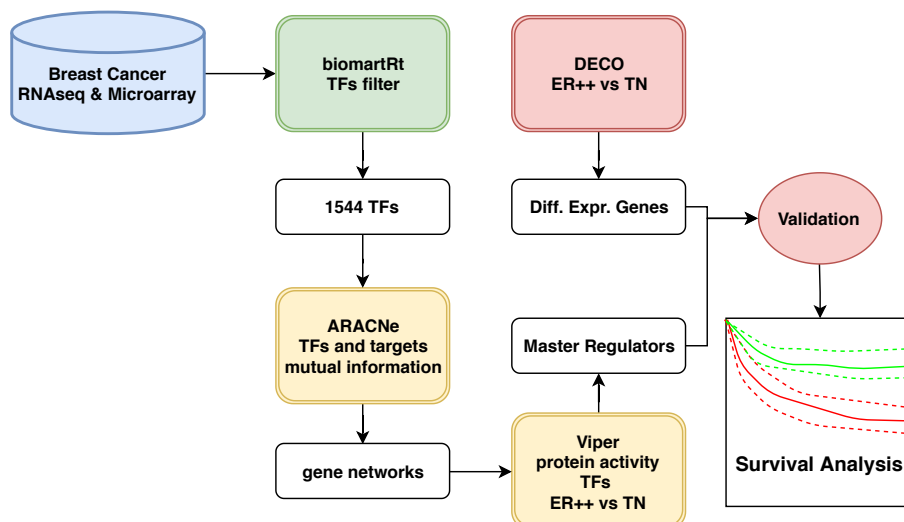 Breast Cancer
RNAseq & Microarray
biomartRt
TFs filter
DECO
ER++ vs TN
1544 TFs
Diff. Expr. Genes
Validation
ARACNe
TFs and targets
mutual information
Master Regulators
gene networks
Viper
protein activity
TFs
ER++ vs TN
Survival Analysis